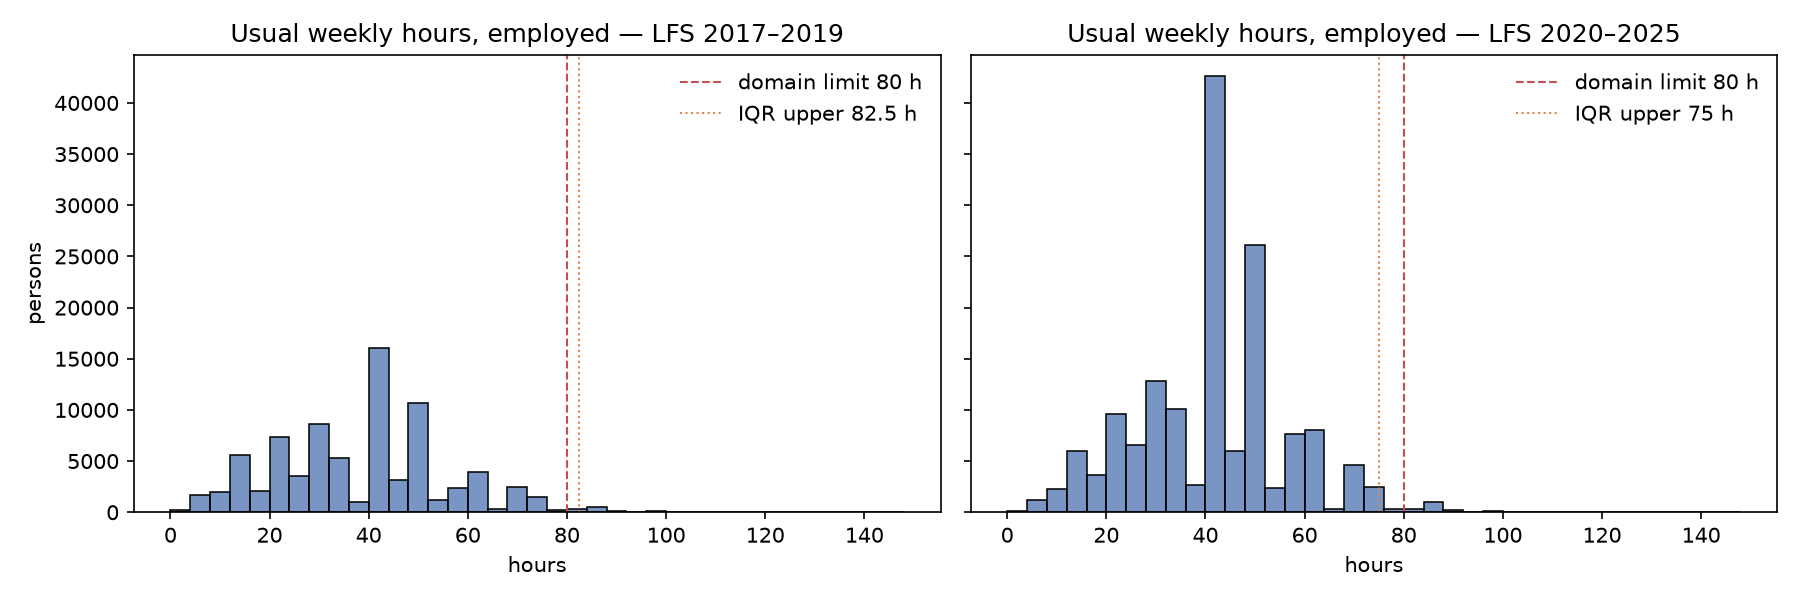 Usual weekly hours, employed — LFS 2017–2019
domain limit 80 h
IQR upper 82.5 h
persons
40000
35000
30000
25000
20000
15000
10000
5000
0
0 20 40 60 80 100 120 140
hours
Usual weekly hours, employed — LFS 2020–2025
domain limit 80 h
IQR upper 75 h
0 20 40 60 80 100 120 140
hours